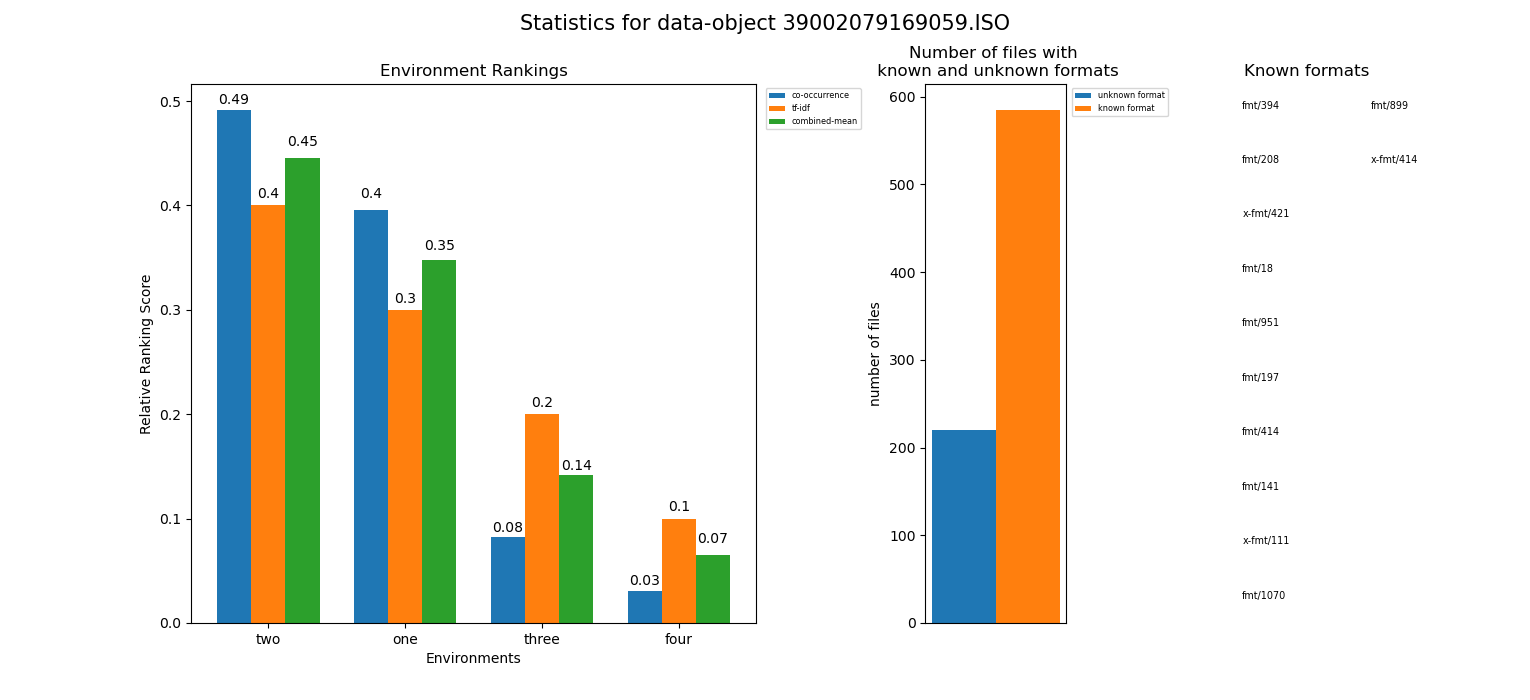 Statistics for data-object 39002079169059.ISO
Environment Rankings
Relative Ranking Score
0.5
0.4
0.3
0.2
0.1
0.0
0.49
0.4
0.45
0.4
0.3
0.35
0.08
0.2
0.14
0.03
0.1
0.07
two
one
three
four
Environments
co-occurrence
tf-idf
combined-mean
Number of files with
known and unknown formats
number of files
600
500
400
300
200
100
0
unknown format
known format
Known formats
fmt/394 fmt/899
fmt/208 x-fmt/414
x-fmt/421
fmt/18
fmt/951
fmt/197
fmt/414
fmt/141
x-fmt/111
fmt/1070